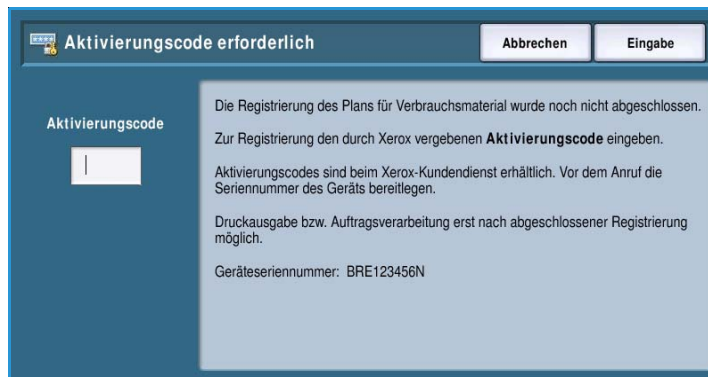 Aktivierungscode erforderlich
Abbrechen
Eingabe
Aktivierungscode
Die Registrierung des Plans für Verbrauchsmaterial wurde noch nicht abgeschlossen.
Zur Registrierung den durch Xerox vergebenen Aktivierungscode eingeben.
Aktivierungscodes sind beim Xerox-Kundendienst erhältlich. Vor dem Anruf die
Seriennummer des Geräts bereitlegen.
Druckausgabe bzw. Auftragsverarbeitung erst nach abgeschlossener Registrierung
möglich.
Geräteseriennummer: BRE123456N